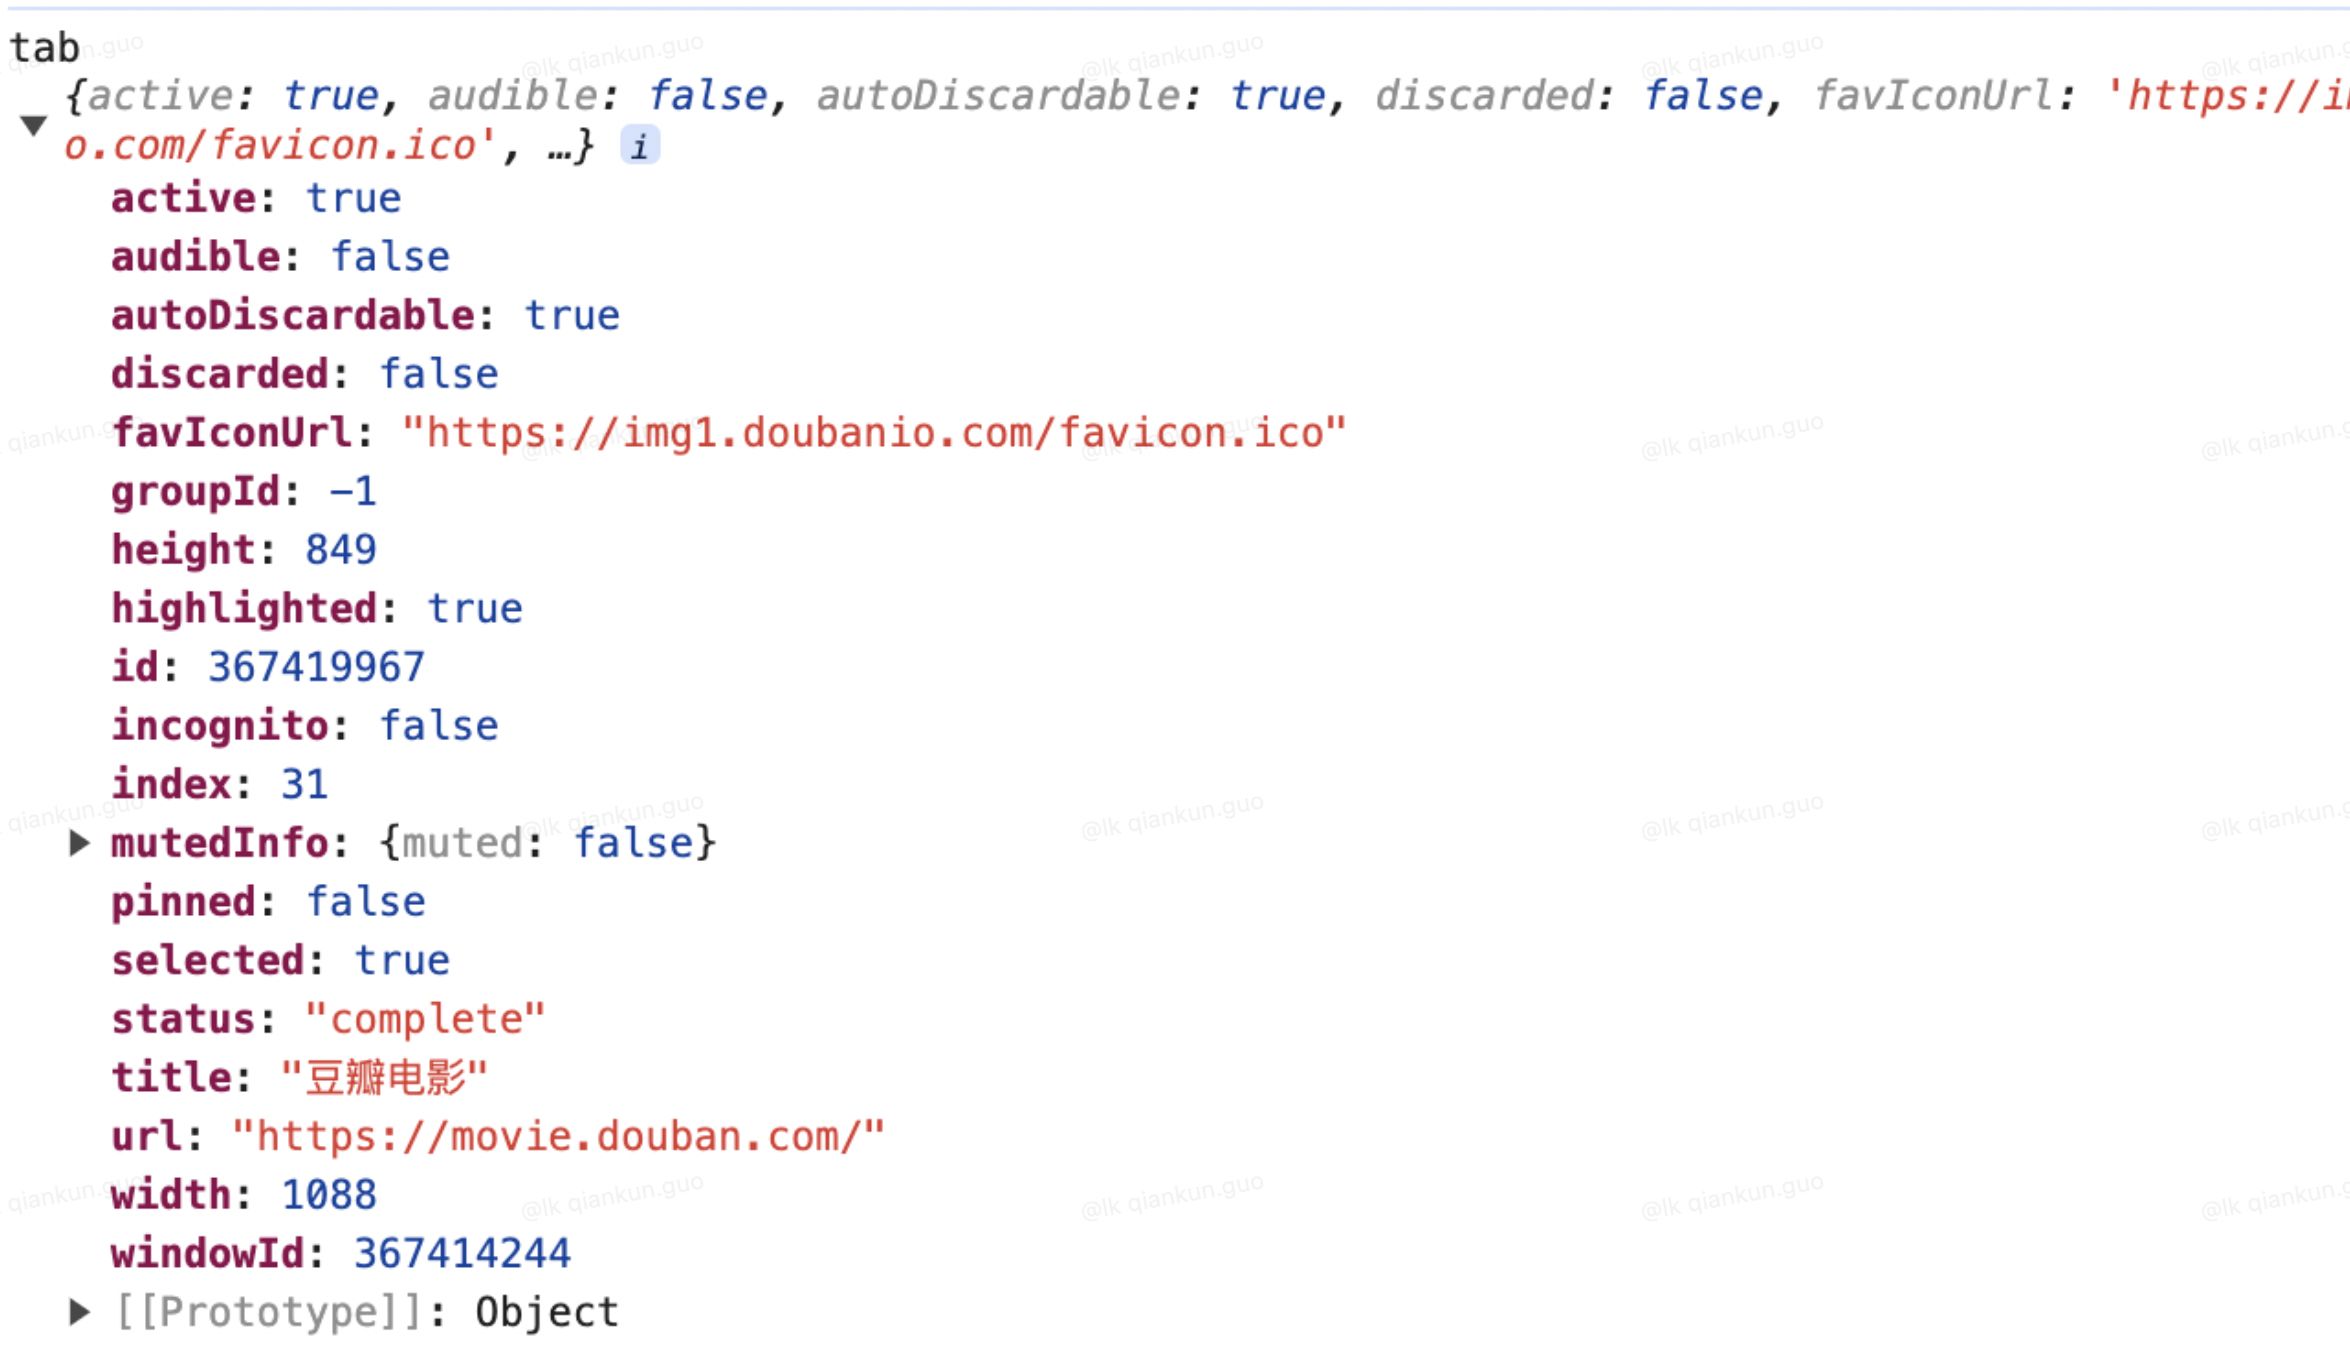 tab
{active: true, audible: false, autoDiscardable: true, discarded: false, favIconUrl: 'https://i
o.com/favicon.ico', …} i
active: true
audible: false
autoDiscardable: true
discarded: false
favIconUrl: "https://img1.doubanio.com/favicon.ico"
groupId: -1
height: 849
highlighted: true
id: 367419967
incognito: false
index: 31
mutedInfo: {muted: false}
pinned: false
selected: true
status: "complete"
title: "豆瓣电影"
url: "https://movie.douban.com/"
width: 1088
windowId: 367414244
[[Prototype]]: Object
@lk qiankun.guo